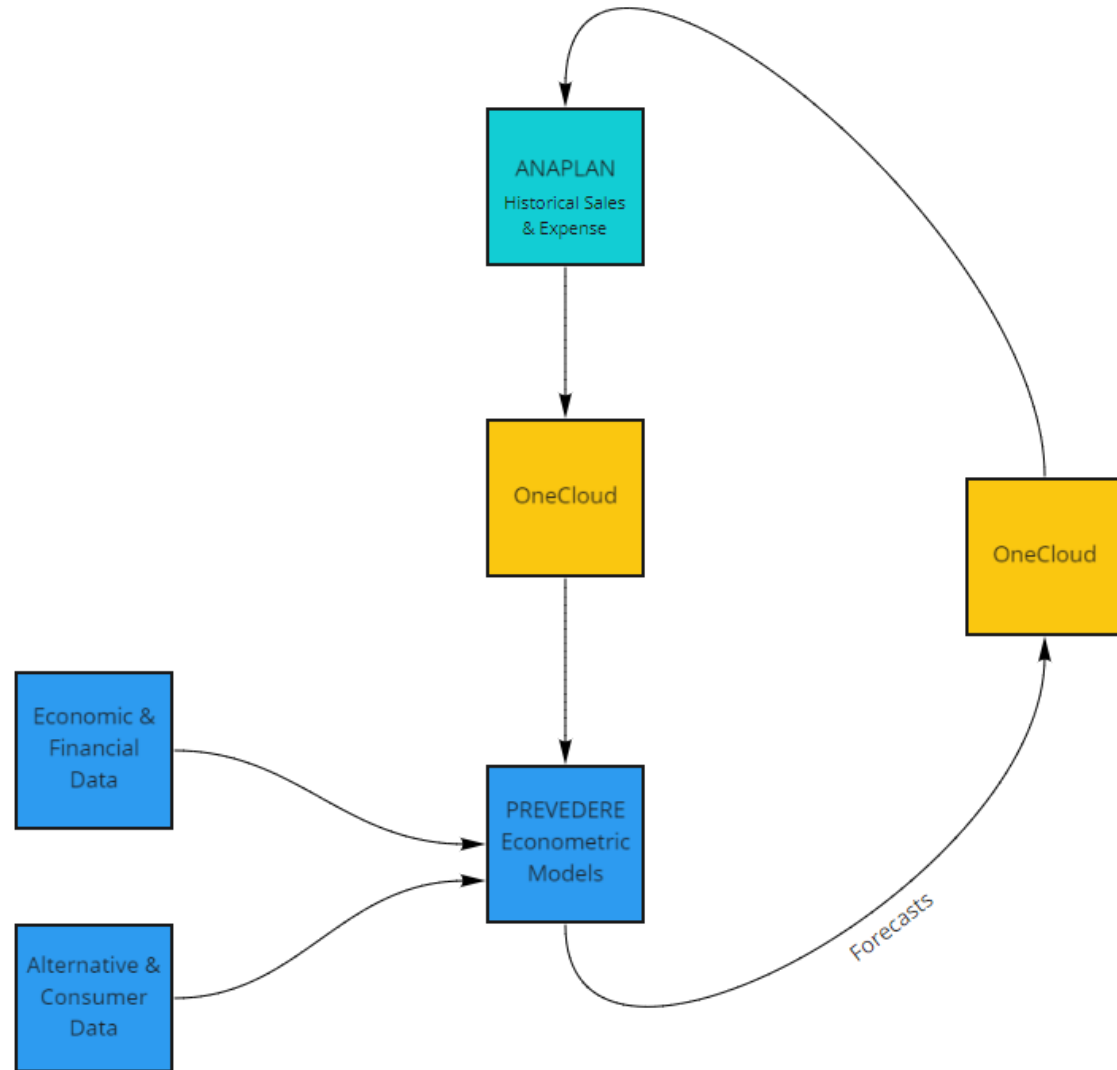 ANAPLAN
Historical Sales
& Expense
OneCloud
OneCloud
Economic &
Financial
Data
PREVEDERE
Econometric
Models
Forecasts
Alternative &
Consumer
Data